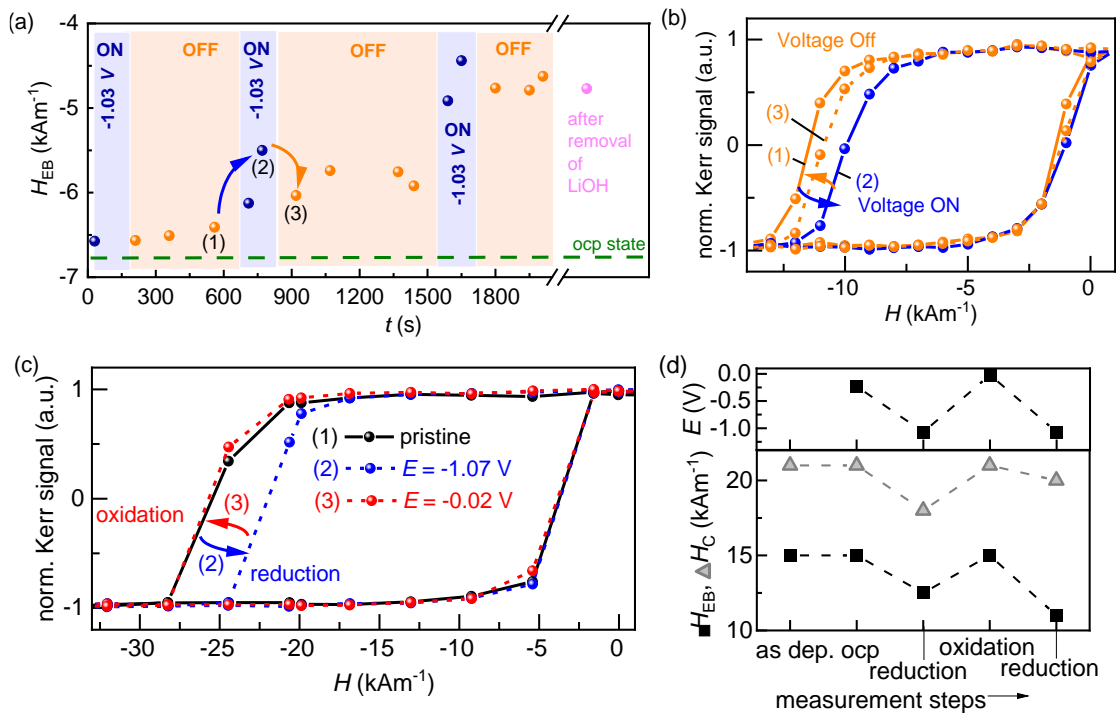 (a)
-4
-5
-6
-7
H_EB (kAm⁻¹)
ON
-1.03 V
OFF
ON
-1.03 V
OFF
ON
-1.03 V
OFF
(1)
(2)
(3)
after
removal
of
LiOH
ocp state
0 300 600 900 1200 1500 1800
t (s)
(b)
norm. Kerr signal (a.u.)
1
0
-1
Voltage Off
(3)
(1)
(2)
Voltage ON
-10 -5 0
H (kAm⁻¹)
(c)
norm. Kerr signal (a.u.)
1
0
-1
(1) pristine
(2) E = -1.07 V
(3) E = -0.02 V
oxidation
(3)
(2)
reduction
-30 -25 -20 -15 -10 -5 0
H (kAm⁻¹)
(d)
E (V)
0.0
-0.5
-1.0
H_EB, H_C (kAm⁻¹)
20
15
10
as dep. ocp
reduction
oxidation
reduction
measurement steps